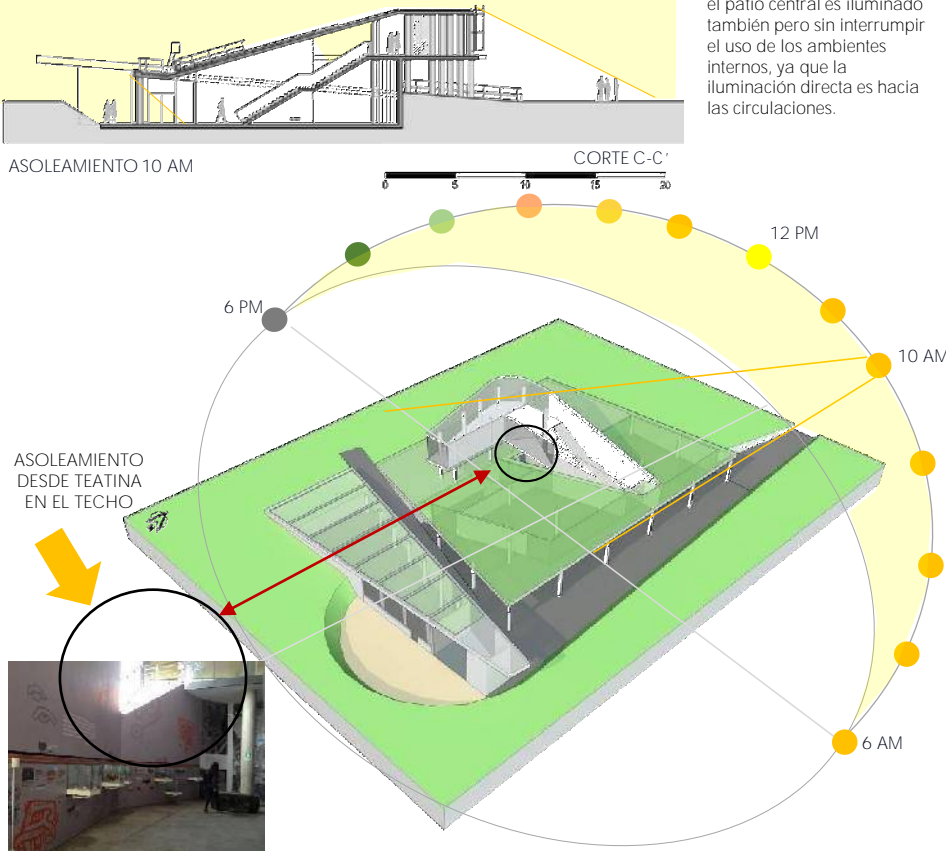 el patio central es iluminado
también pero sin interrumpir
el uso de los ambientes
internos, ya que la
iluminación directa es hacia
las circulaciones.
ASOLEAMIENTO 10 AM
CORTE C-C'
0 5 10 15 20
12 PM
6 PM
10 AM
ASOLEAMIENTO
DESDE TEATINA
EN EL TECHO
6 AM